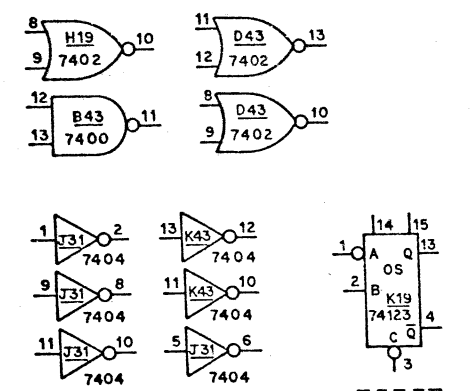 8 H19 10
9 7402
11 D43 13
12 7402
12 B43 11
13 7400
8 D43 10
9 7402
1 J31 2
7404
13 K43 12
7404
9 J31 8
7404
11 K43 10
7404
11 J31 10
7404
5 J31 6
7404
14 15
1 A Q 13
OS
2 B K19
74123 4
C Q̅
3